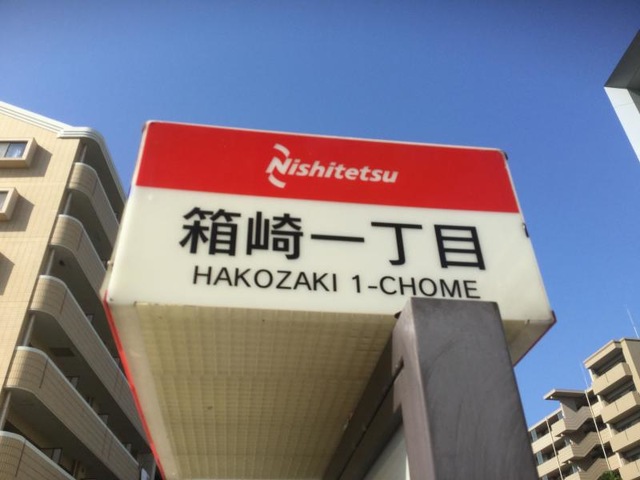 Nishitetsu
箱崎一丁目
HAKOZAKI 1-CHOME